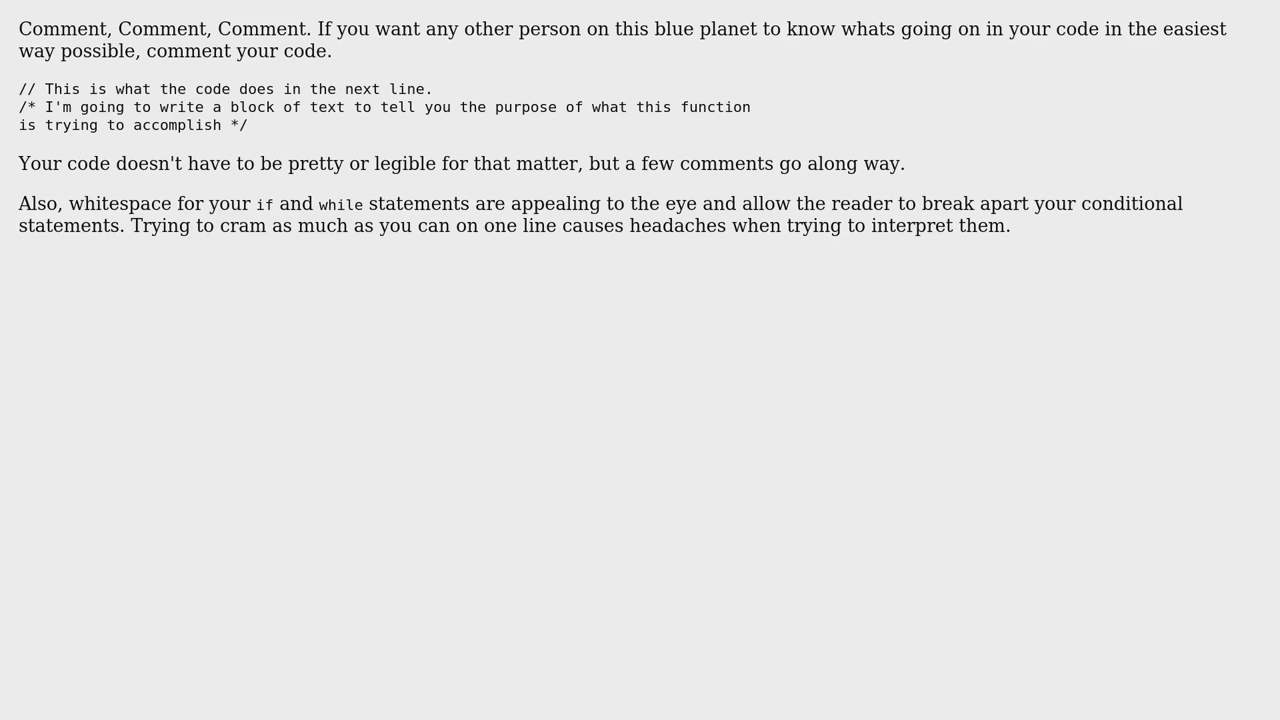 Comment, Comment, Comment. If you want any other person on this blue planet to know whats going on in your code in the easiest
way possible, comment your code.
// This is what the code does in the next line.
/* I'm going to write a block of text to tell you the purpose of what this function
is trying to accomplish */
Your code doesn't have to be pretty or legible for that matter, but a few comments go along way.
Also, whitespace for your if and while statements are appealing to the eye and allow the reader to break apart your conditional
statements. Trying to cram as much as you can on one line causes headaches when trying to interpret them.